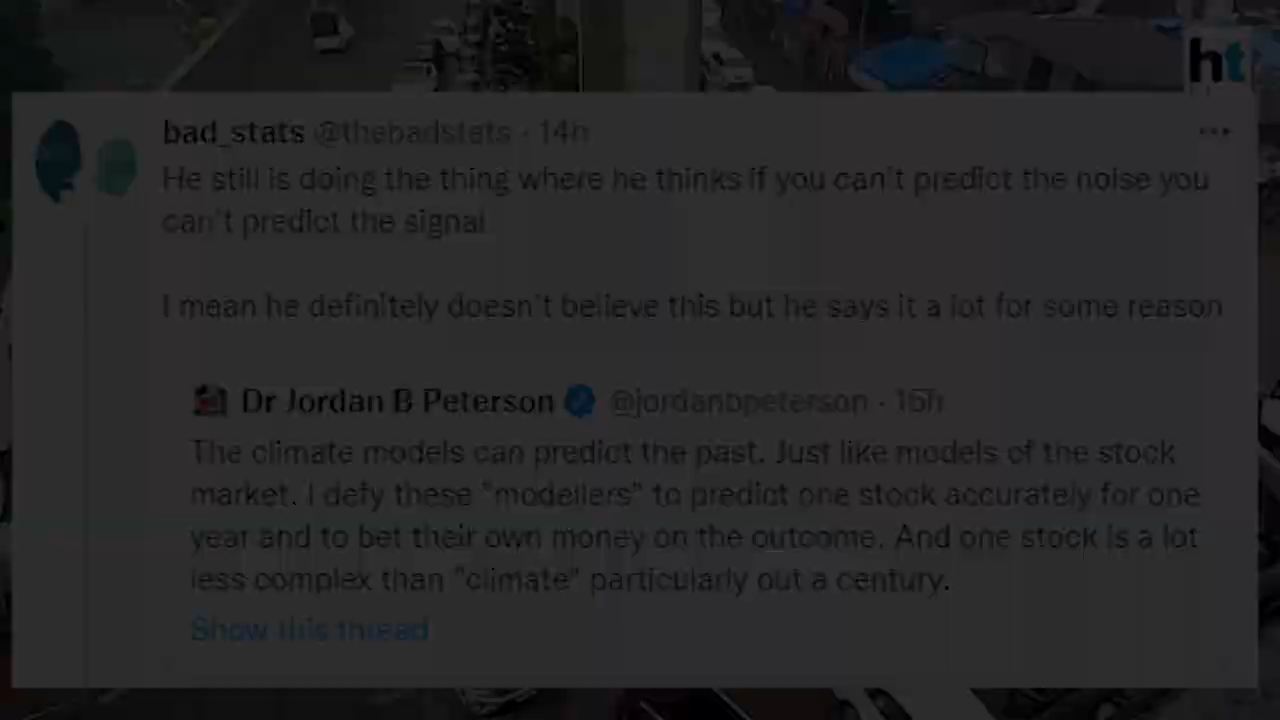 ht
bad_stats @thebadstats · 14h
He still is doing the thing where he thinks if you can't predict the noise you
can't predict the signal
I mean he definitely doesn't believe this but he says it a lot for some reason
Dr Jordan B Peterson @jordanbpeterson · 16h
The climate models can predict the past. Just like models of the stock
market. I defy these "modellers" to predict one stock accurately for one
year and to bet their own money on the outcome. And one stock is a lot
less complex than "climate" particularly out a century.
Show this thread